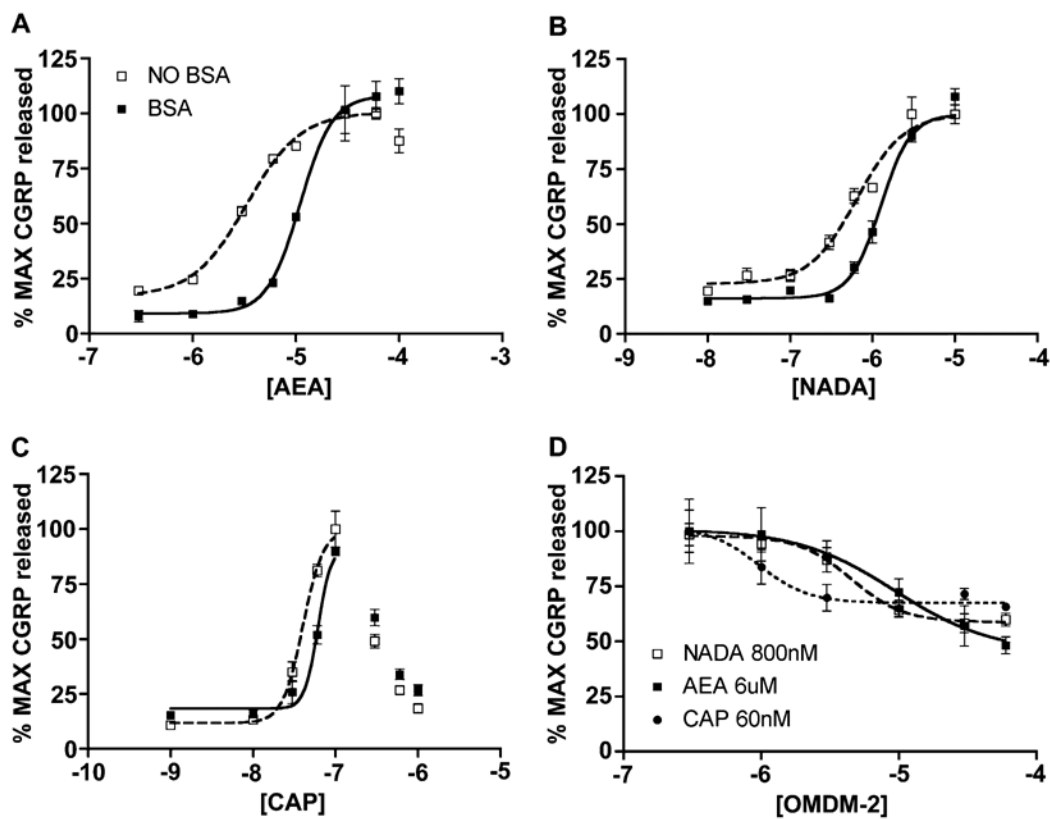 A
% MAX CGRP released
125
100
75
50
25
0
NO BSA
BSA
-7
-6
-5
-4
-3
[AEA]
B
% MAX CGRP released
125
100
75
50
25
0
-9
-8
-7
-6
-5
-4
[NADA]
C
% MAX CGRP released
125
100
75
50
25
0
-10
-9
-8
-7
-6
-5
[CAP]
D
% MAX CGRP released
125
100
75
50
25
0
NADA 800nM
AEA 6uM
CAP 60nM
-7
-6
-5
-4
[OMDM-2]